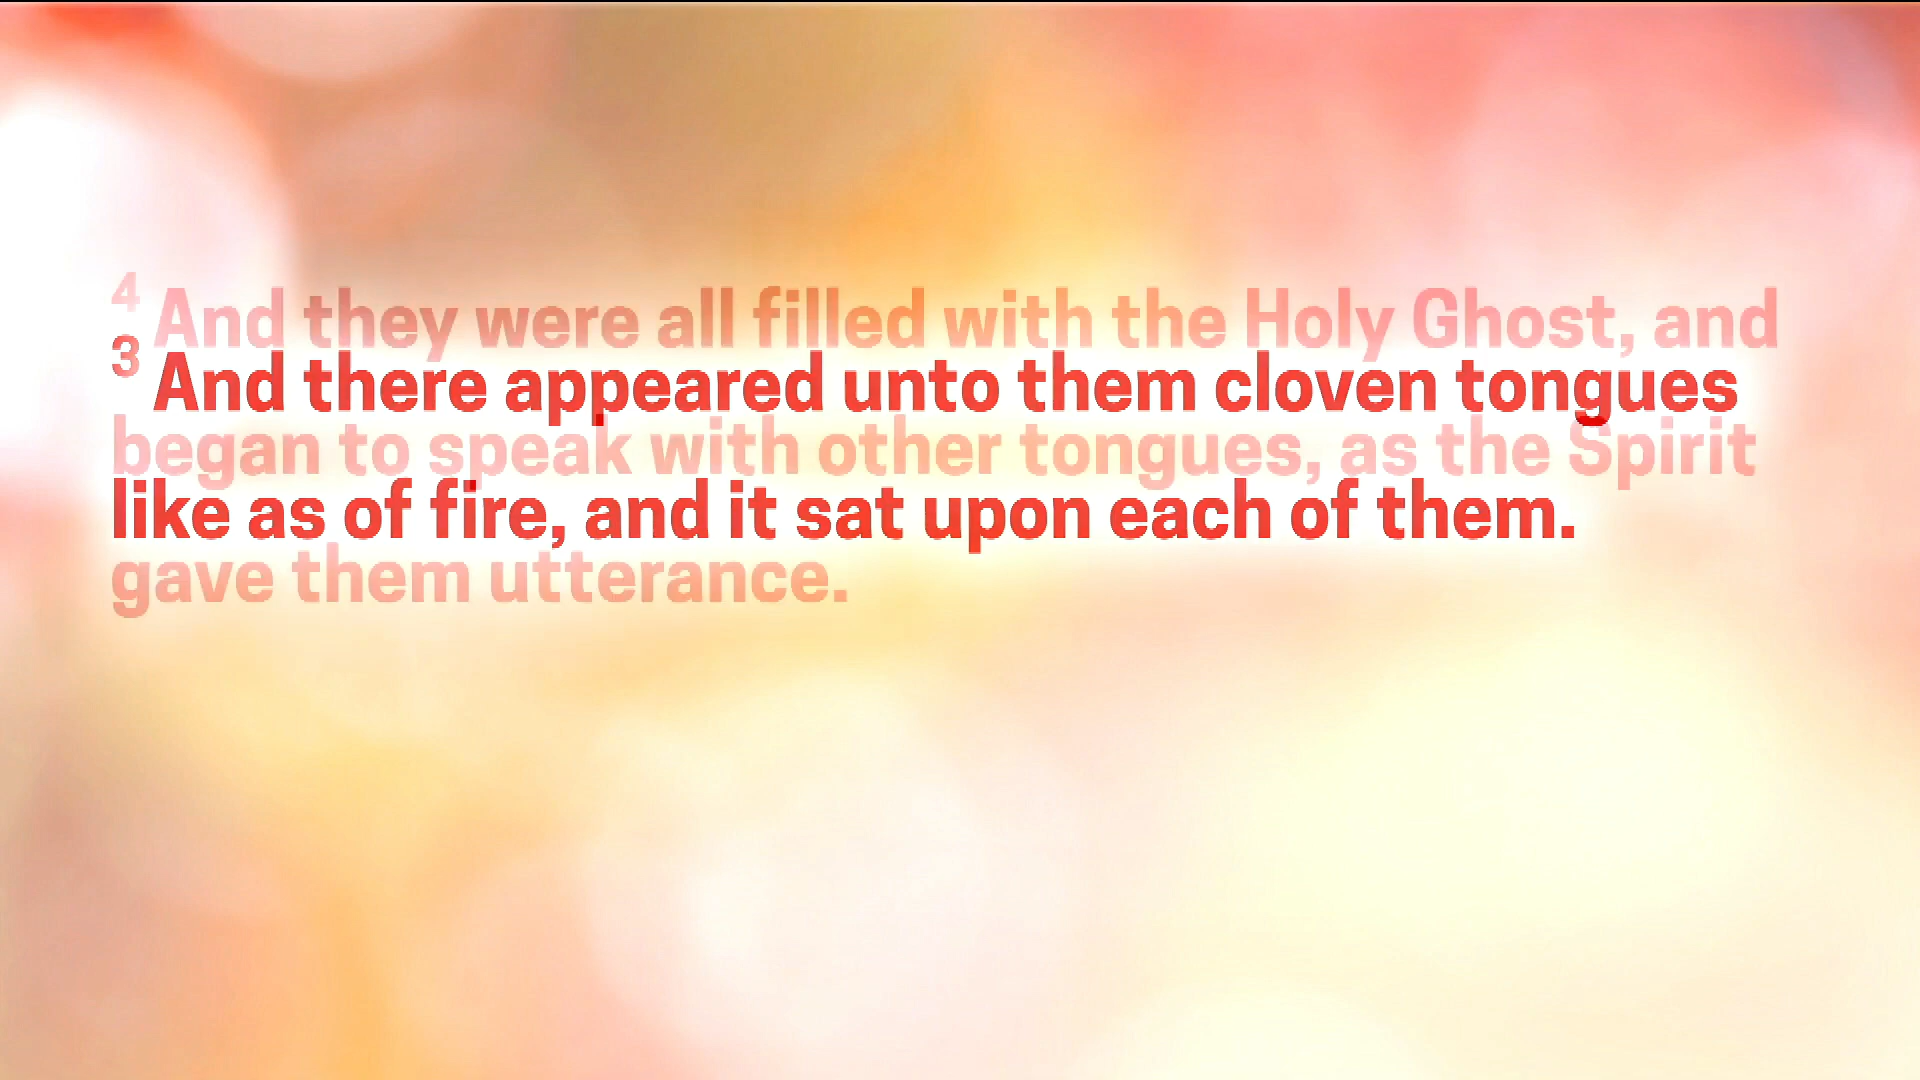 4 And they were all filled with the Holy Ghost, and
3 And there appeared unto them cloven tongues
began to speak with other tongues, as the Spirit
like as of fire, and it sat upon each of them.
gave them utterance.